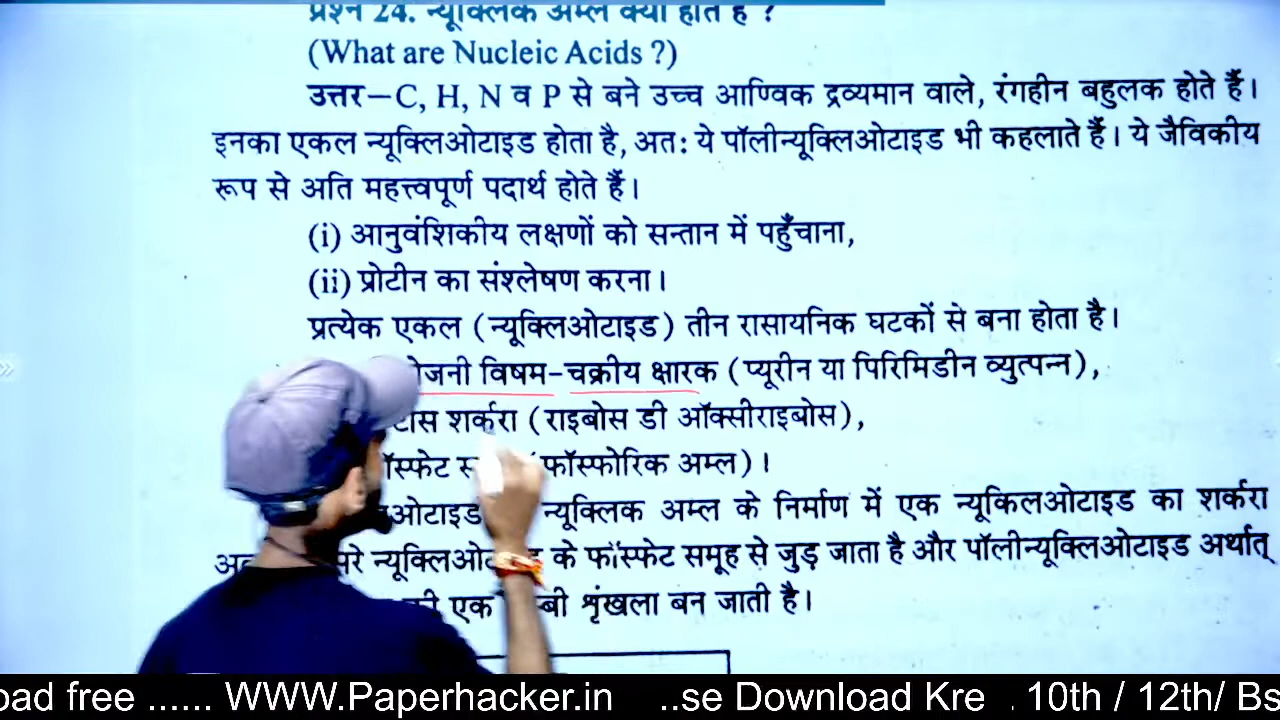 प्रश्न 24. न्यूक्लिक अम्ल क्या होते हैं ?
(What are Nucleic Acids ?)
उत्तर–C, H, N व P से बने उच्च आण्विक द्रव्यमान वाले, रंगहीन बहुलक होते हैं।
इनका एकल न्यूक्लिओटाइड होता है, अतः ये पॉलीन्यूक्लिओटाइड भी कहलाते हैं। ये जैविकीय
रूप से अति महत्त्वपूर्ण पदार्थ होते हैं।
(i) आनुवंशिकीय लक्षणों को सन्तान में पहुँचाना,
(ii) प्रोटीन का संश्लेषण करना।
प्रत्येक एकल (न्यूक्लिओटाइड) तीन रासायनिक घटकों से बना होता है।
विषम-चक्रीय क्षारक (प्यूरीन या पिरिमिडीन व्युत्पन्न),
शर्करा (राइबोस डी ऑक्सीराइबोस),
(फॉस्फोरिक अम्ल)।
न्यूक्लिक अम्ल के निर्माण में एक न्यूकिलओटाइड का शर्करा
के फॉस्फेट समूह से जुड़ जाता है और पॉलीन्यूक्लिओटाइड अर्थात्
एक शृंखला बन जाती है।
free ...... WWW.Paperhacker.in ..se Download Kre . 10th / 12th/ Bs